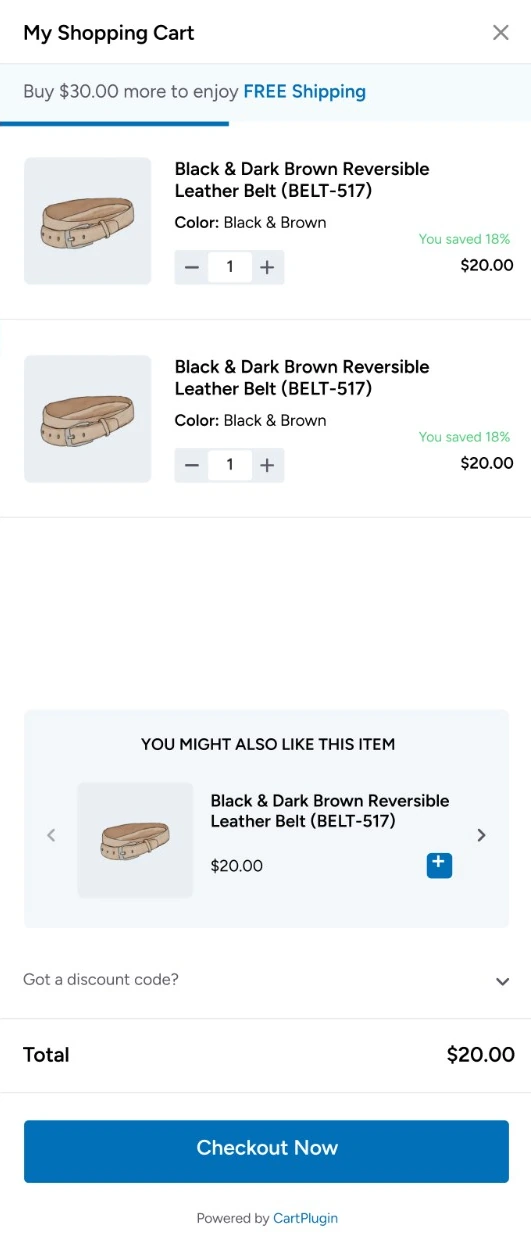 My Shopping Cart
Buy $30.00 more to enjoy FREE Shipping
Black & Dark Brown Reversible
Leather Belt (BELT-517)
Color: Black & Brown
You saved 18%
− 1 +
$20.00
Black & Dark Brown Reversible
Leather Belt (BELT-517)
Color: Black & Brown
You saved 18%
− 1 +
$20.00
YOU MIGHT ALSO LIKE THIS ITEM
Black & Dark Brown Reversible
Leather Belt (BELT-517)
$20.00
+
Got a discount code?
Total $20.00
Checkout Now
Powered by CartPlugin